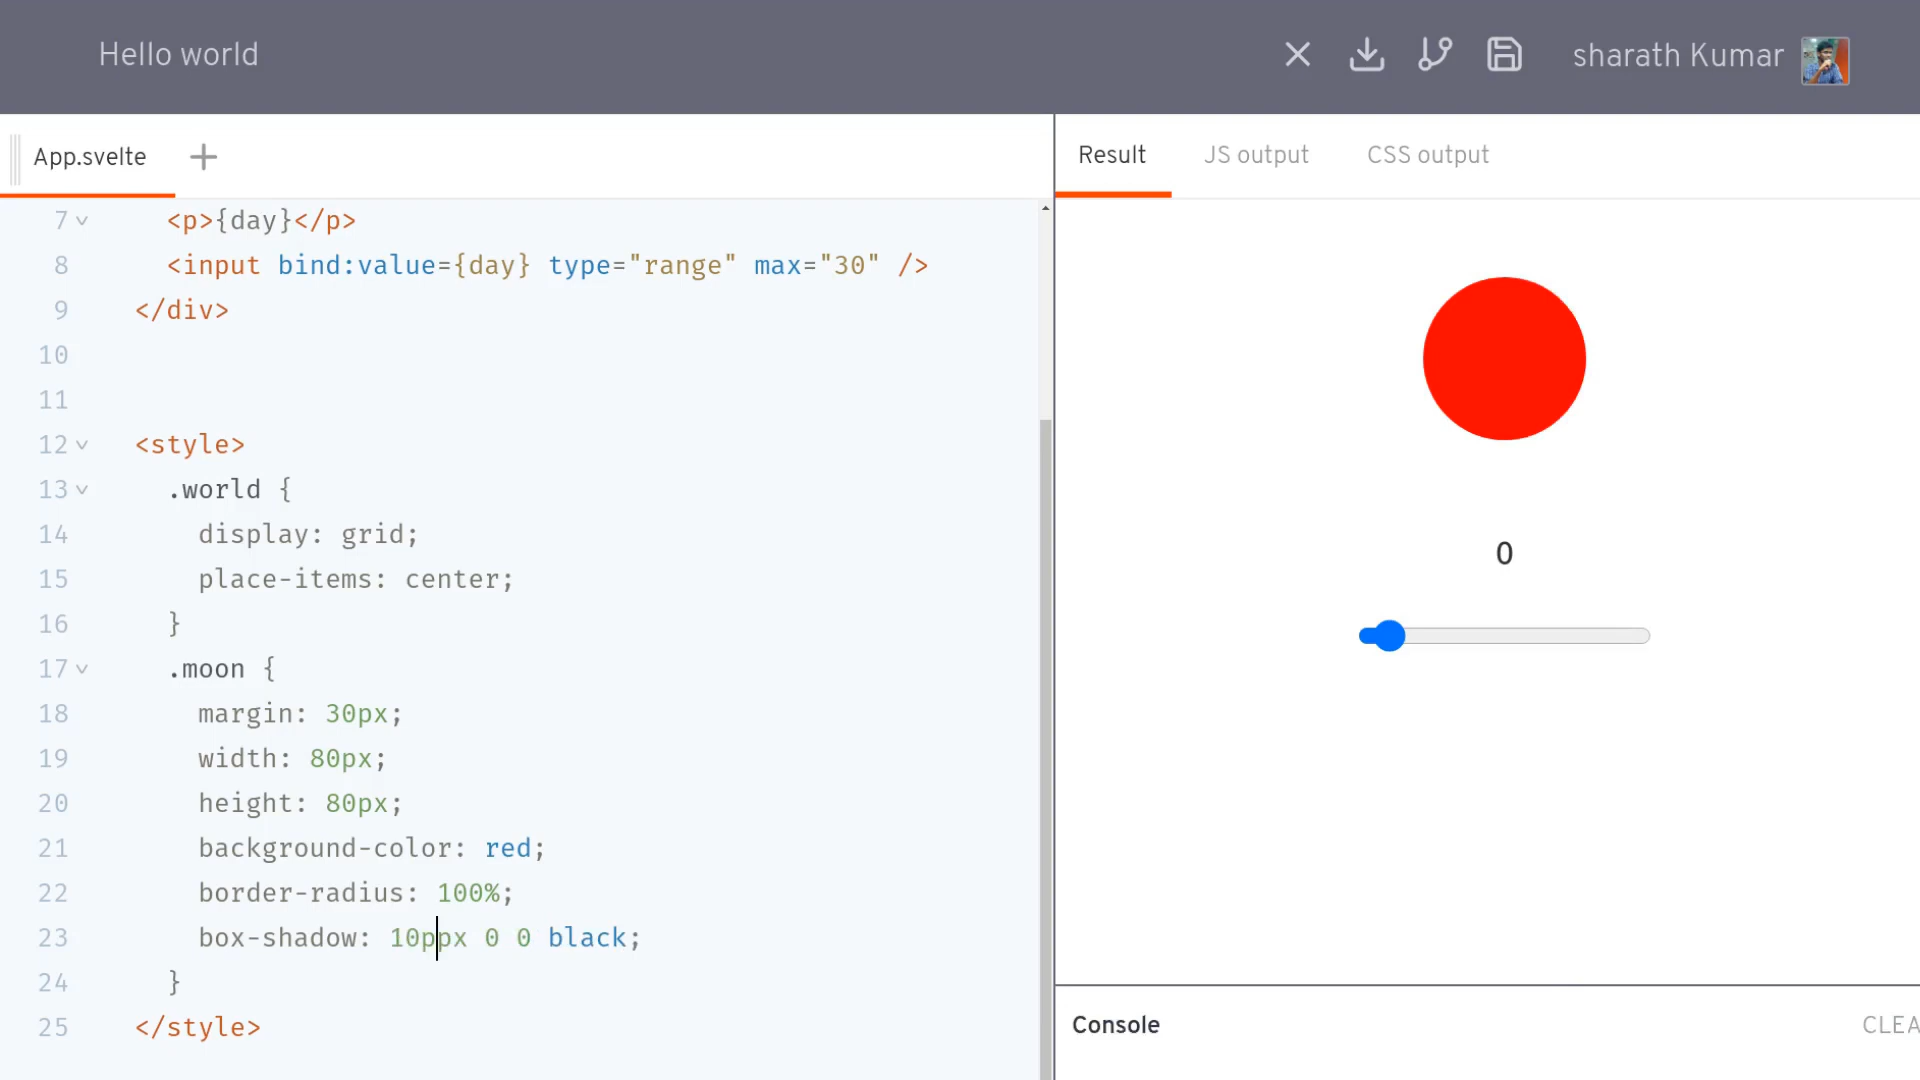 Hello world
sharath Kumar
App.svelte
Result JS output CSS output
7 <p>{day}</p>
8 <input bind:value={day} type="range" max="30" />
9 </div>
10
11
12 <style>
13 .world {
14 display: grid;
15 place-items: center;
16 }
17 .moon {
18 margin: 30px;
19 width: 80px;
20 height: 80px;
21 background-color: red;
22 border-radius: 100%;
23 box-shadow: 10ppx 0 0 black;
24 }
25 </style>
0
Console
CLEA